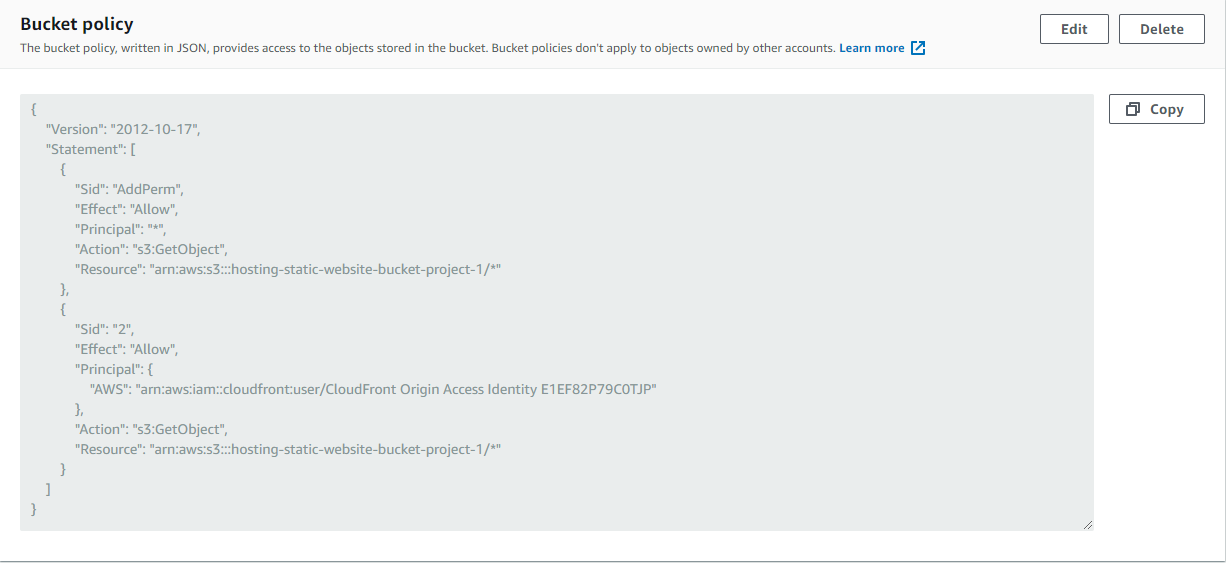 Bucket policy
The bucket policy, written in JSON, provides access to the objects stored in the bucket. Bucket policies don't apply to objects owned by other accounts. Learn more
Edit
Delete
Copy
{
"Version": "2012-10-17",
"Statement": [
{
"Sid": "AddPerm",
"Effect": "Allow",
"Principal": "*",
"Action": "s3:GetObject",
"Resource": "arn:aws:s3:::hosting-static-website-bucket-project-1/*"
},
{
"Sid": "2",
"Effect": "Allow",
"Principal": {
"AWS": "arn:aws:iam::cloudfront:user/CloudFront Origin Access Identity E1EF82P79C0TJP"
},
"Action": "s3:GetObject",
"Resource": "arn:aws:s3:::hosting-static-website-bucket-project-1/*"
}
]
}